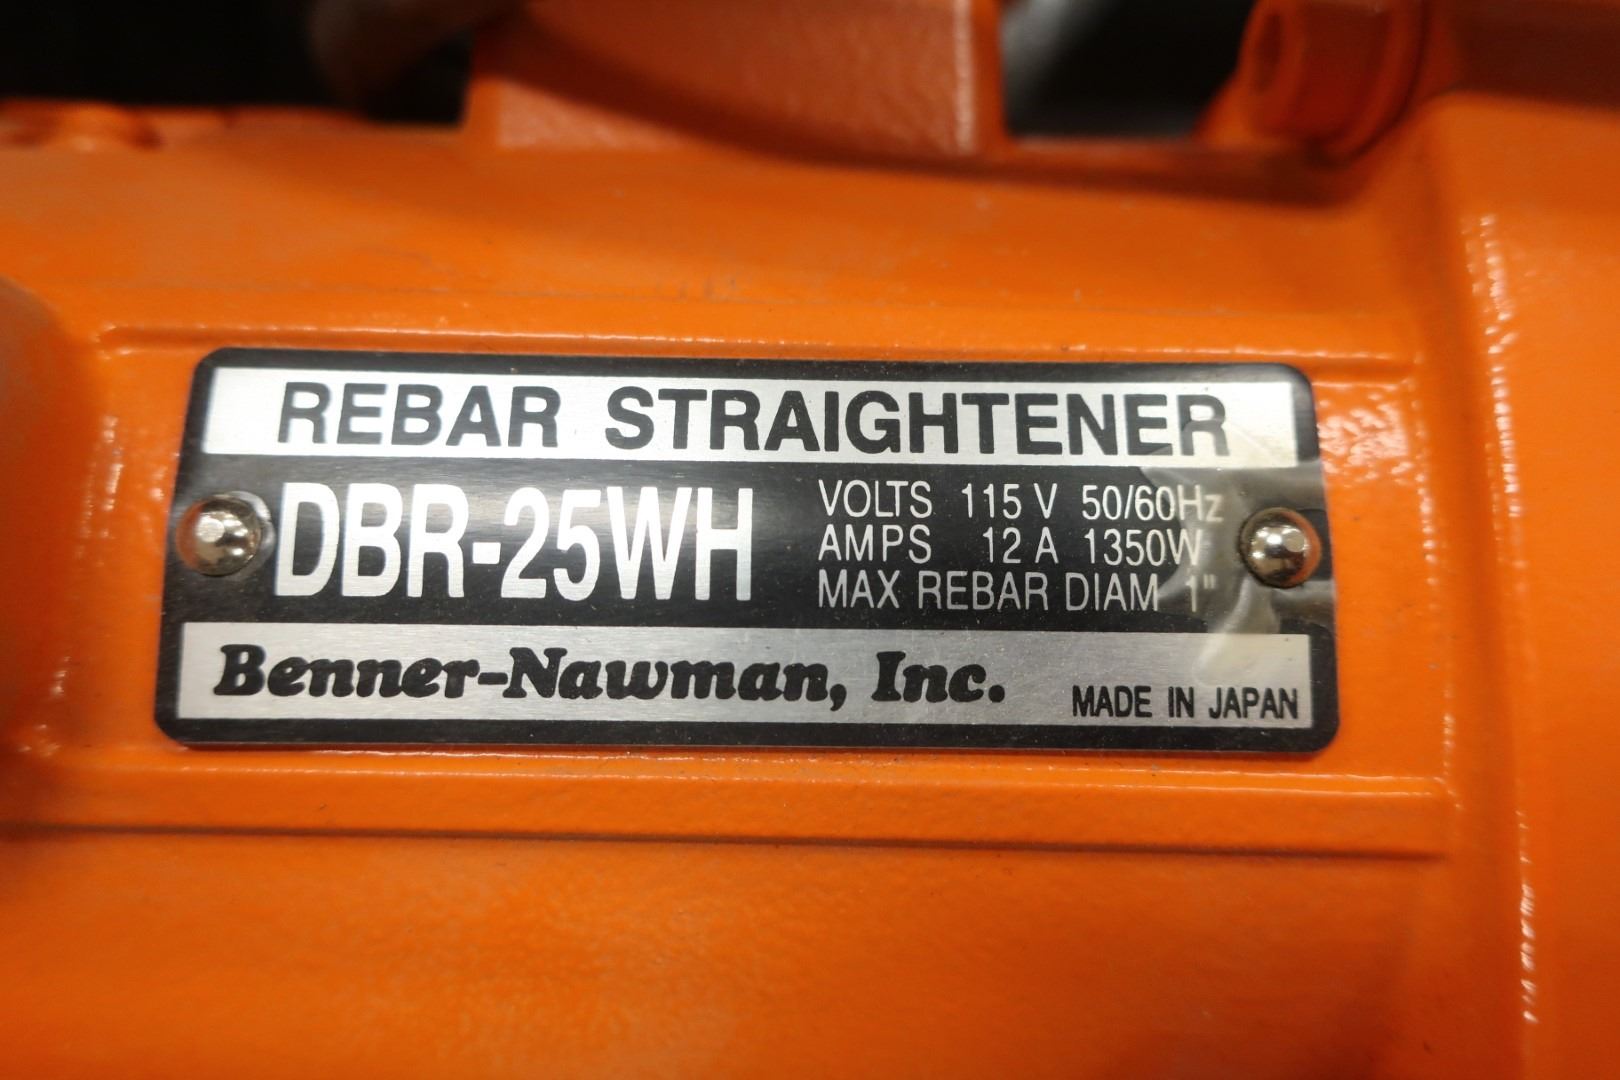 REBAR STRAIGHTENER
DBR-25WH
VOLTS 115 V 50/60Hz
AMPS 12 A 1350W
MAX REBAR DIAM 1"
Benner-Nawman, Inc.
MADE IN JAPAN